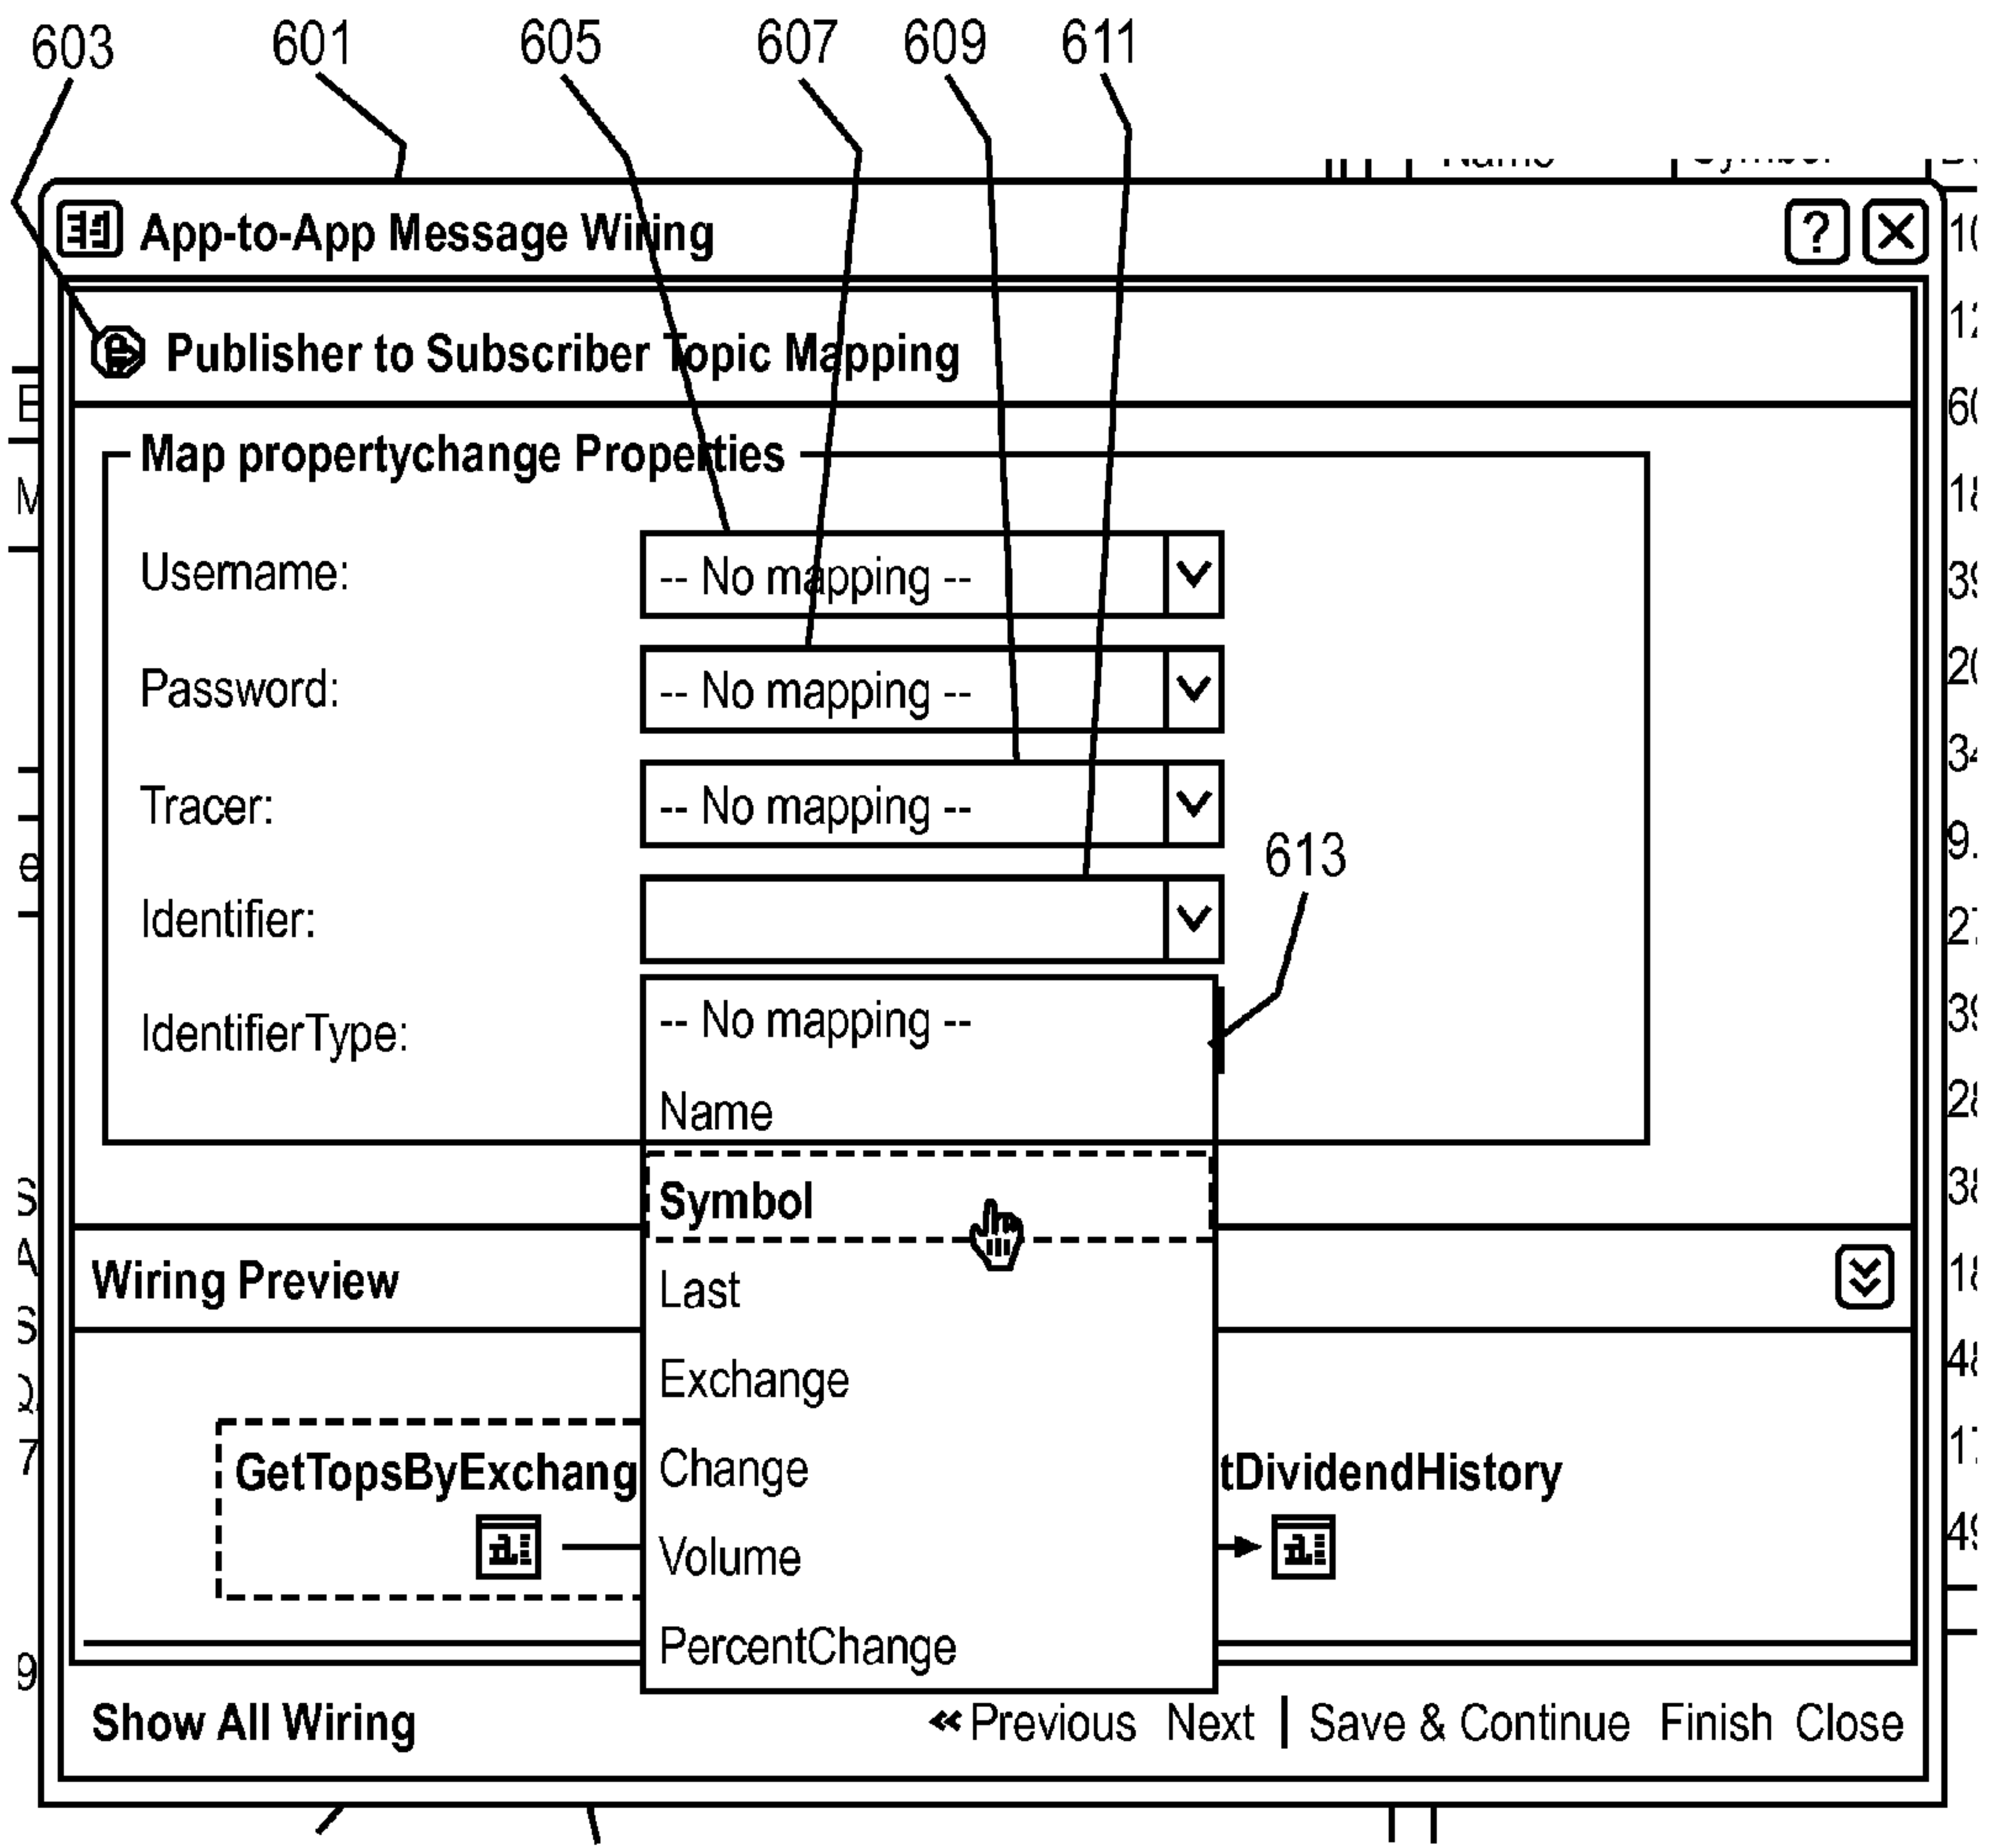 603 601 605 607 609 611
Name Symbol
App-to-App Message Wiring ?
Publisher to Subscriber Topic Mapping
Map propertychange Properties
Username: -- No mapping --
Password: -- No mapping --
Tracer: -- No mapping --
613
Identifier:
IdentifierType: -- No mapping --
Name
Symbol
Wiring Preview
Last
Exchange
GetTopsByExchang Change tDividendHistory
Volume
PercentChange
Show All Wiring « Previous Next | Save & Continue Finish Close